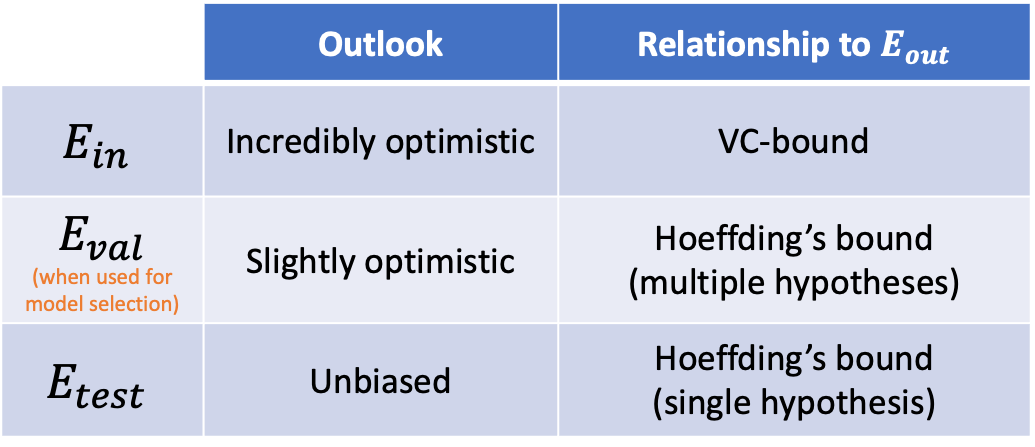 Outlook
Relationship to E_out
E_in
Incredibly optimistic
VC-bound
E_val
(when used for
model selection)
Slightly optimistic
Hoeffding’s bound
(multiple hypotheses)
E_test
Unbiased
Hoeffding’s bound
(single hypothesis)